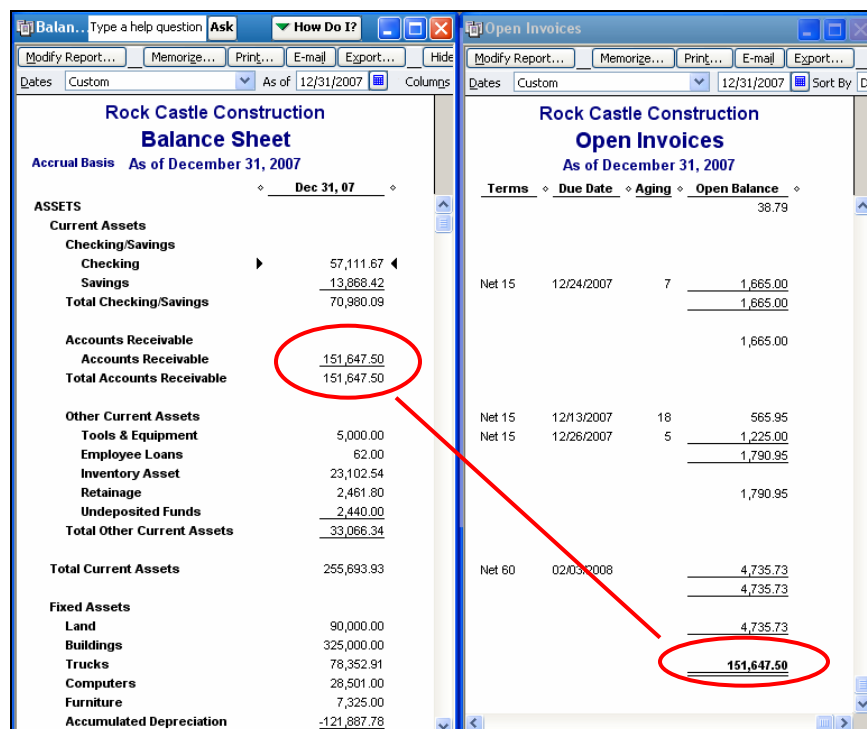 Balan... Type a help question Ask How Do I?
Modify Report... Memorize... Print... E-mail Export... Hide
Dates Custom As of 12/31/2007 Columns
Rock Castle Construction
Balance Sheet
Accrual Basis As of December 31, 2007
Dec 31, 07
ASSETS
Current Assets
Checking/Savings
Checking 57,111.67
Savings 13,868.42
Total Checking/Savings 70,980.09
Accounts Receivable
Accounts Receivable 151,647.50
Total Accounts Receivable 151,647.50
Other Current Assets
Tools & Equipment 5,000.00
Employee Loans 62.00
Inventory Asset 23,102.54
Retainage 2,461.80
Undeposited Funds 2,440.00
Total Other Current Assets 33,066.34
Total Current Assets 255,693.93
Fixed Assets
Land 90,000.00
Buildings 325,000.00
Trucks 78,352.91
Computers 28,501.00
Furniture 7,325.00
Accumulated Depreciation -121,887.78
Open Invoices
Modify Report... Memorize... Print... E-mail Export...
Dates Custom 12/31/2007 Sort By D
Rock Castle Construction
Open Invoices
As of December 31, 2007
Terms Due Date Aging Open Balance
38.79
Net 15 12/24/2007 7 1,665.00
1,665.00
1,665.00
Net 15 12/13/2007 18 565.95
Net 15 12/26/2007 5 1,225.00
1,790.95
1,790.95
Net 60 02/03/2008 4,735.73
4,735.73
4,735.73
151,647.50